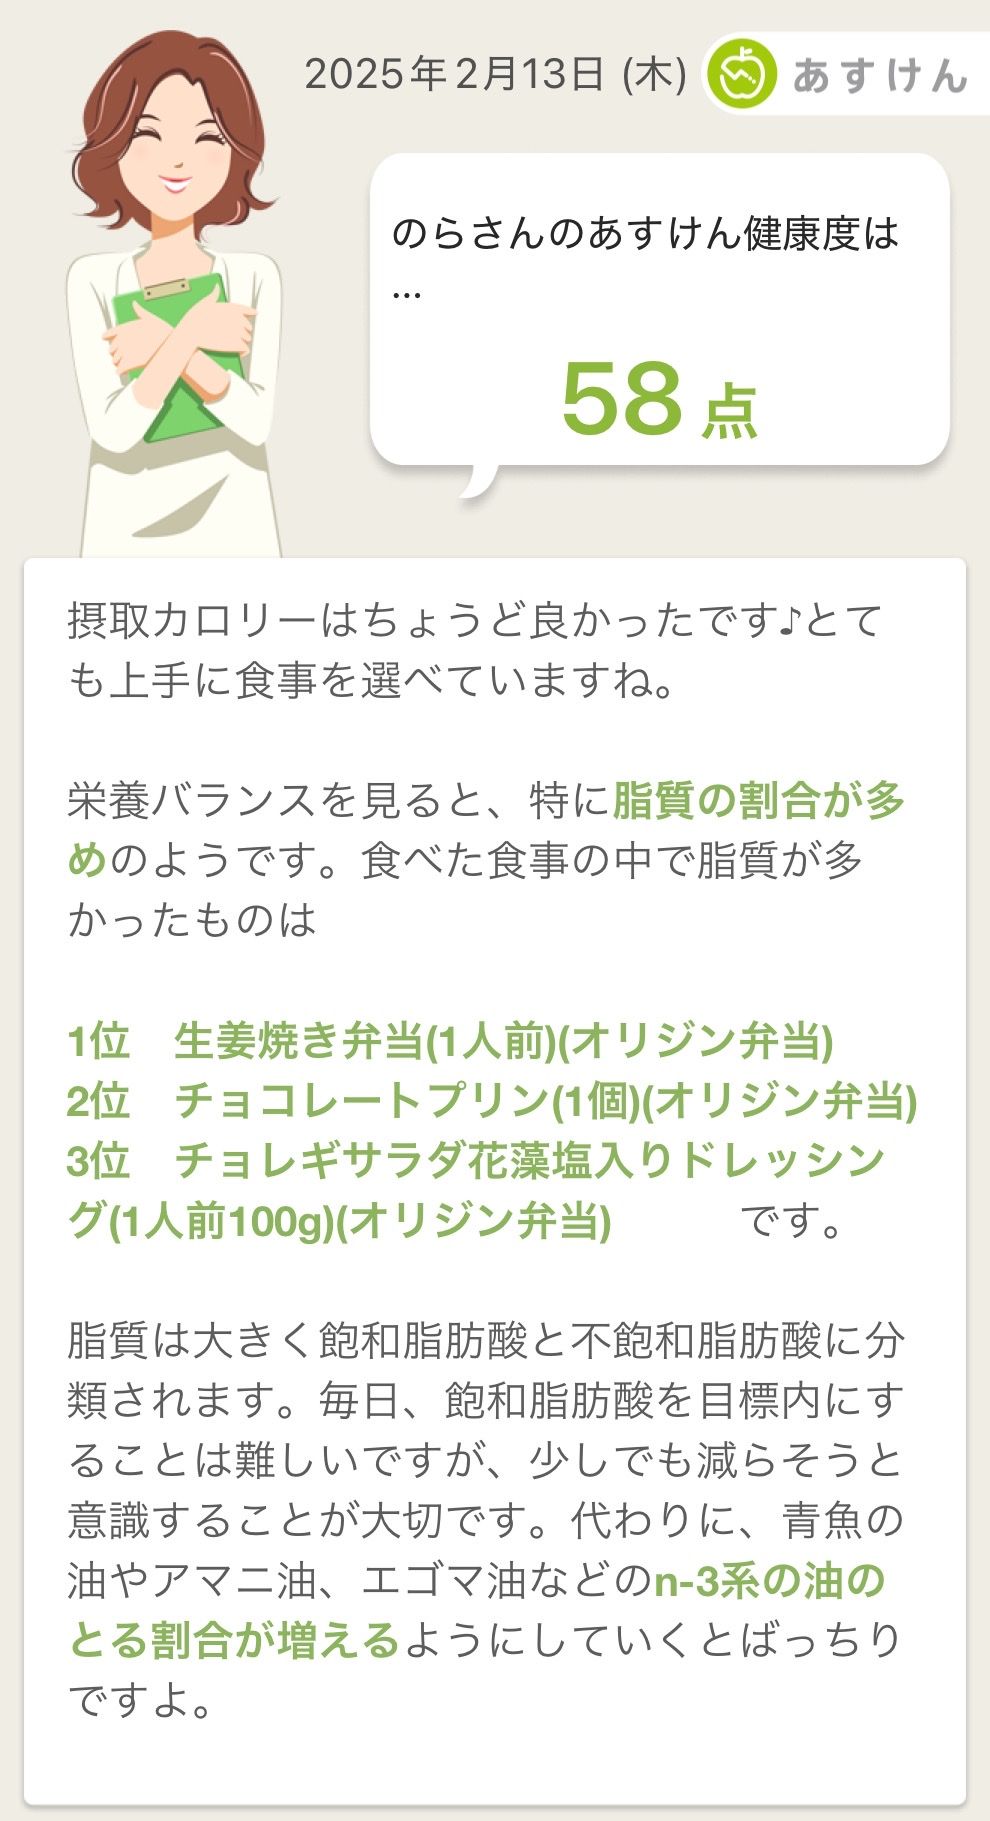 2025年2月13日 (木)
あすけん
のらさんのあすけん健康度は
…
58点
摂取カロリーはちょうど良かったです♪とて
も上手に食事を選べていますね。
栄養バランスを見ると、特に脂質の割合が多
めのようです。食べた食事の中で脂質が多
かったものは
1位　生姜焼き弁当(1人前)(オリジン弁当)
2位　チョコレートプリン(1個)(オリジン弁当)
3位　チョレギサラダ花藻塩入りドレッシン
グ(1人前100g)(オリジン弁当)　　　です。
脂質は大きく飽和脂肪酸と不飽和脂肪酸に分
類されます。毎日、飽和脂肪酸を目標内にす
ることは難しいですが、少しでも減らそうと
意識することが大切です。代わりに、青魚の
油やアマニ油、エゴマ油などのn-3系の油の
とる割合が増えるようにしていくとばっちり
ですよ。